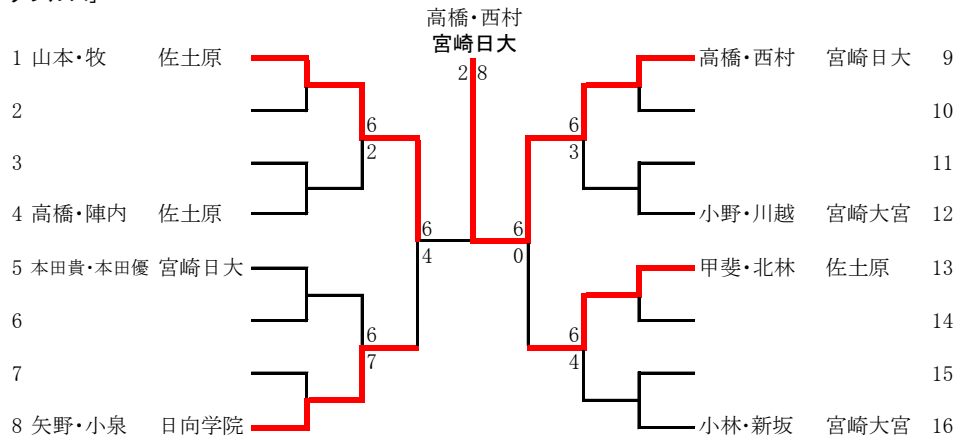 高橋・西村
宮崎日大
2 8
1 山本・牧 佐土原
2
3
4 高橋・陣内 佐土原
5 本田貴・本田優 宮崎日大
6
7
8 矢野・小泉 日向学院
6
2
6
4
6
7
高橋・西村 宮崎日大 9
10
11
小野・川越 宮崎大宮 12
甲斐・北林 佐土原 13
14
15
小林・新坂 宮崎大宮 16
6
3
6
0
6
4